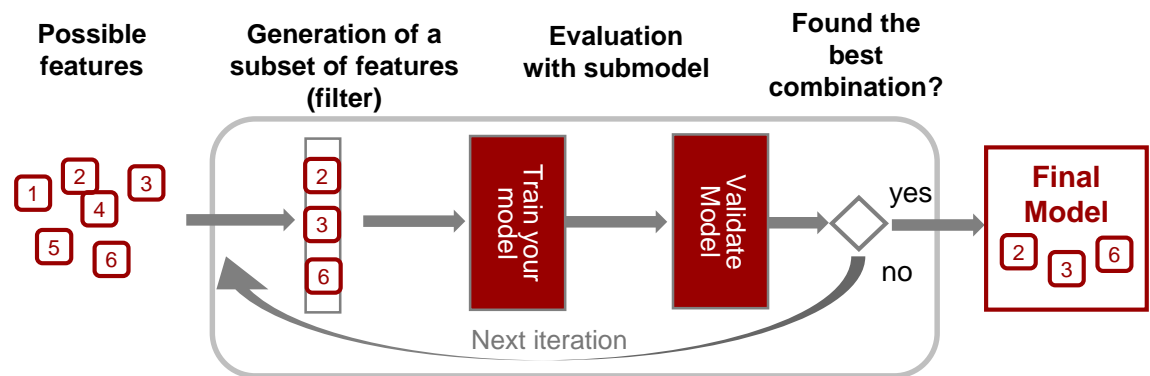 Possible
features
Generation of a
subset of features
(filter)
Evaluation
with submodel
Found the
best
combination?
1
2
3
4
5
6
2
3
6
Train your
model
Validate
Model
yes
no
Next iteration
Final
Model
2
3
6